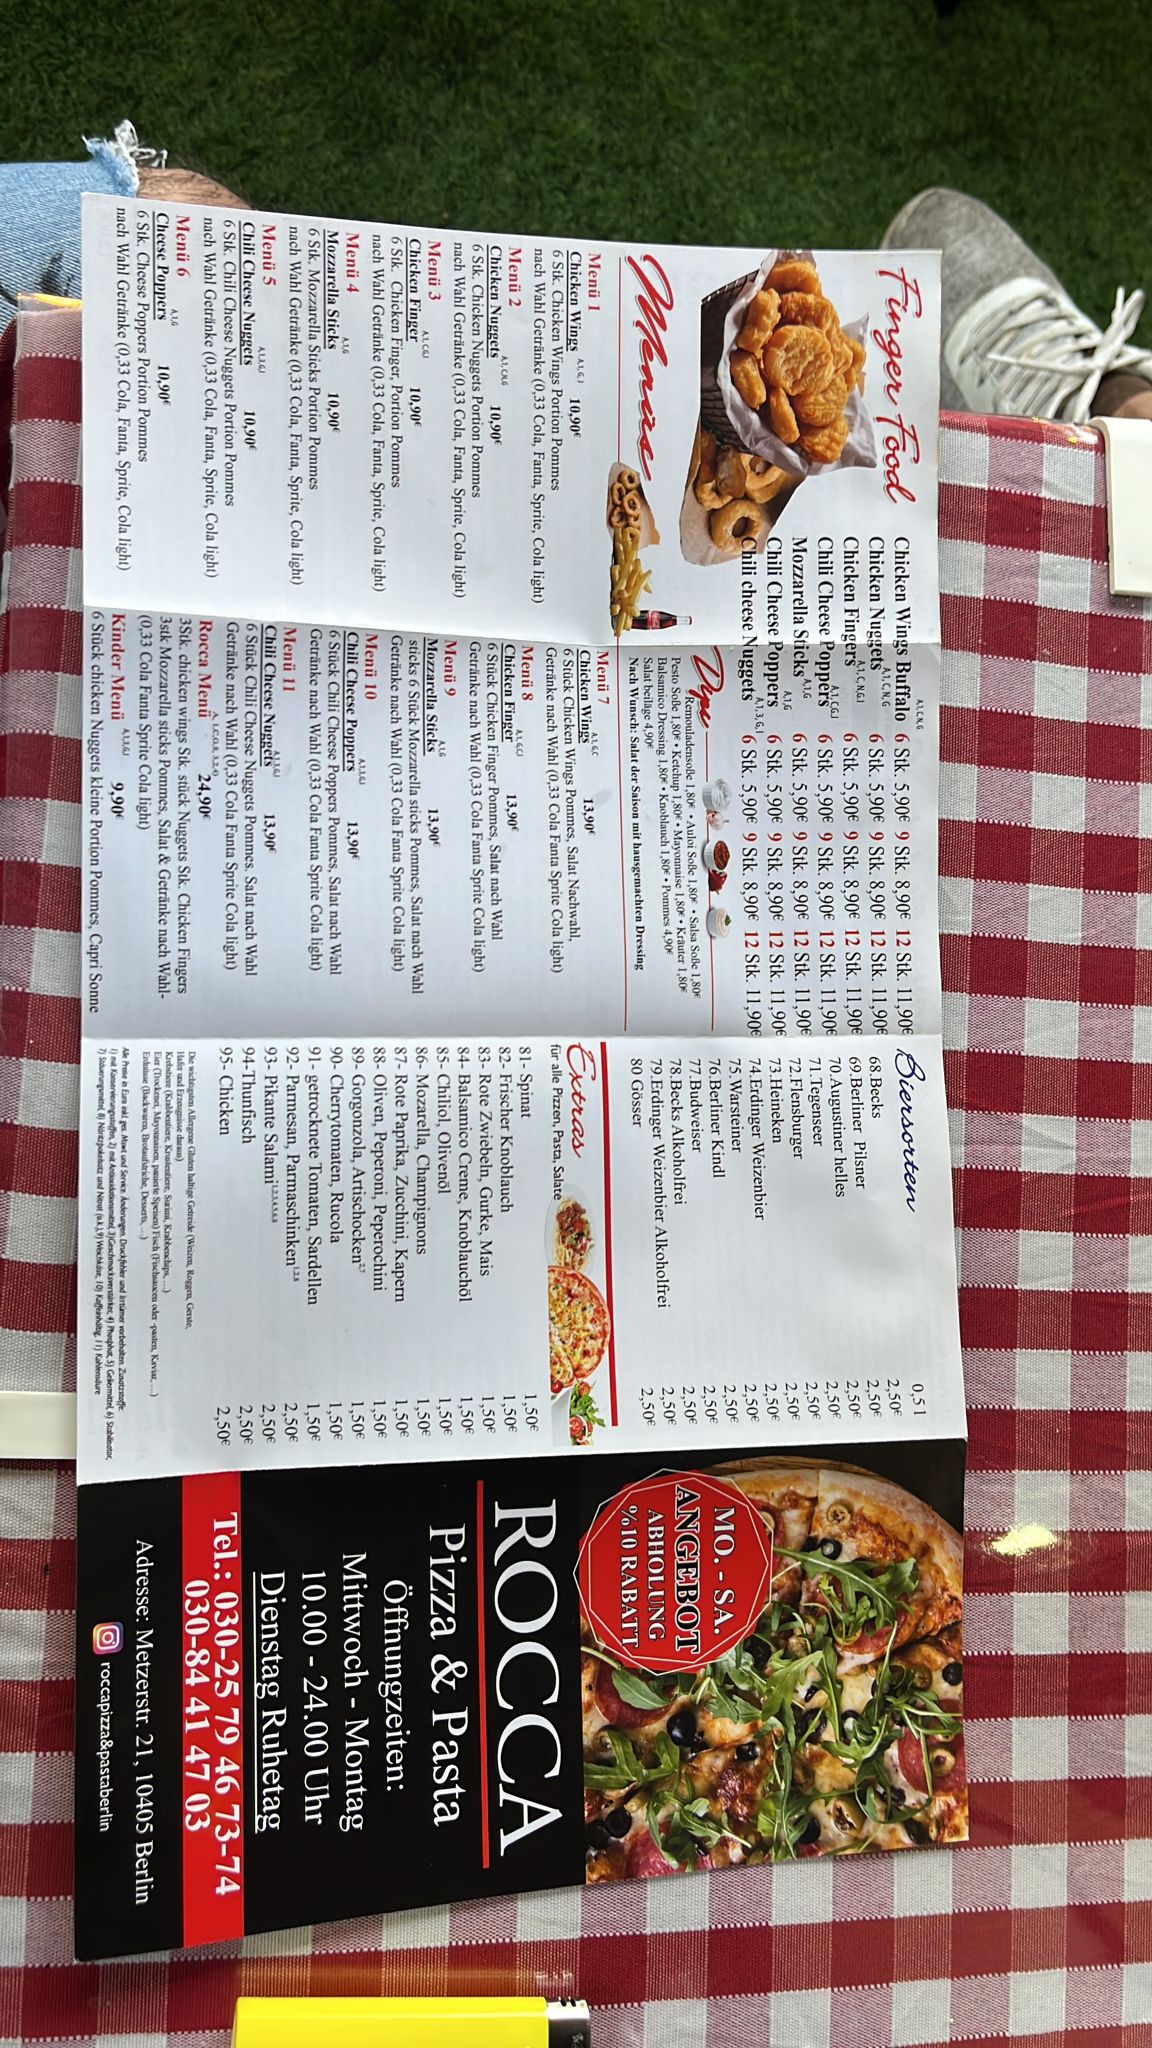 Finger Food
A,1,C,N,G
Chicken Wings Buffalo 6 Stk. 5,90€ 9 Stk. 8,90€ 12 Stk. 11,90€
Chicken Nuggets A,1,C,N,G 6 Stk. 5,90€ 9 Stk. 8,90€ 12 Stk. 11,90€
Chicken Fingers A,1,C,N,G,J 6 Stk. 5,90€ 9 Stk. 8,90€ 12 Stk. 11,90€
Chili Cheese Poppers A,1,C,G,J 6 Stk. 5,90€ 9 Stk. 8,90€ 12 Stk. 11,90€
Mozzarella Sticks A,1,G 6 Stk. 5,90€ 9 Stk. 8,90€ 12 Stk. 11,90€
Chili Cheese Poppers A,1,G 6 Stk. 5,90€ 9 Stk. 8,90€ 12 Stk. 11,90€
Chili cheese Nuggets A,1,3,G,J 6 Stk. 5,90€ 9 Stk. 8,90€ 12 Stk. 11,90€
Menüs
Menü 1
Chicken Wings A,1,G,J 10,90€
6 Stk. Chicken Wings Portion Pommes
nach Wahl Getränke (0,33 Cola, Fanta, Sprite, Cola light)
Menü 2
Chicken Nuggets A,1,C,N,G 10,90€
6 Stk. Chicken Nuggets Portion Pommes
nach Wahl Getränke (0,33 Cola, Fanta, Sprite, Cola light)
Menü 3
Chicken Finger A,1,C,G,J 10,90€
6 Stk. Chicken Finger, Portion Pommes
nach Wahl Getränke (0,33 Cola, Fanta, Sprite, Cola light)
Menü 4
Mozzarella Sticks A,1,G 10,90€
6 Stk. Mozzarella Sticks Portion Pommes
nach Wahl Getränke (0,33 Cola, Fanta, Sprite, Cola light)
Menü 5
Chili Cheese Nuggets A,1,3,G,J 10,90€
6 Stk. Chili Cheese Nuggets Portion Pommes
nach Wahl Getränke (0,33 Cola, Fanta, Sprite, Cola light)
Menü 6
Cheese Poppers A,1,G 10,90€
6 Stk. Cheese Poppers Portion Pommes
nach Wahl Getränke (0,33 Cola, Fanta, Sprite, Cola light)
Dips
Remouladensoße 1,80€ • Auloi Soße 1,80€ • Salsa Soße 1,80€
Pesto Soße 1,80€ • Ketchup 1,80€ • Mayonnaise 1,80€ • Kräuter 1,80€
Balsamico Dressing 1,80€ • Knoblauch 1,80€ • Pommes 4,90€
Salat beiläge 4,90€
Nach Wunsch: Salat der Saison mit hausgemachten Dressing
Menü 7
Chicken Wings A,1,G,C 13,90€
6 Stück Chicken Wings Pommes, Salat Nachwahl,
Getränke nach Wahl (0,33 Cola Fanta Sprite Cola light)
Menü 8
Chicken Finger A,1,G,C,J 13,90€
6 Stück Chicken Finger Pommes, Salat nach Wahl
Getränke nach Wahl (0,33 Cola Fanta Sprite Cola light)
Menü 9
Mozzarella Sticks A,1,G 13,90€
sticks 6 Stück Mozzarella sticks Pommes, Salat nach Wahl
Getränke nach Wahl (0,33 Cola Fanta Sprite Cola light)
Menü 10
Chili Cheese Poppers A,1,3,G,J 13,90€
6 Stück Chili Cheese Poppers Pommes, Salat nach Wahl
Getränke nach Wahl (0,33 Cola Fanta Sprite Cola light)
Menü 11
Chili Cheese Nuggets A,1,3,G,J 13,90€
6 Stück Chili Cheese Nuggets Pommes. Salat nach Wahl
Getränke nach Wahl (0,33 Cola Fanta Sprite Cola light)
Rocca Menü 24,90€
3Stk. chicken wings Stk. stück Nuggets Stk. Chicken Fingers
3stk Mozzarella sticks Pommes, Salat & Getränke nach Wahl-
(0,33 Cola Fanta Sprite Cola light)
Kinder Menü A,1,3,G,J 9,90€
6 Stück chicken Nuggets kleine Portion Pommes, Capri Sonne
Biersorten 0,5 l
68.Becks 2,50€
69.Berliner Pilsner 2,50€
70.Augustiner helles 2,50€
71.Tegenseer 2,50€
72.Flensburger 2,50€
73.Heineken 2,50€
74.Erdinger Weizenbier 2,50€
75.Warsteiner 2,50€
76.Berliner Kindl 2,50€
77.Budweiser 2,50€
78.Becks Alkoholfrei 2,50€
79.Erdinger Weizenbier Alkoholfrei 2,50€
80 Gösser 2,50€
Extras
für alle Pizzen, Pasta, Salate
81- Spinat 1,50€
82- Frischer Knoblauch 1,50€
83- Rote Zwiebeln, Gurke, Mais 1,50€
84- Balsamico Creme, Knoblauchöl 1,50€
85- Chiliol, Olivenöl 1,50€
86- Mozarella, Champignons 1,50€
87- Rote Paprika, Zucchini, Kapern 1,50€
88- Oliven, Peperoni, Peperochini 1,50€
89- Gorgonzola, Artischocken2,7 1,50€
90- Cherrytomaten, Rucola 1,50€
91- getrocknete Tomaten, Sardellen 1,50€
92- Parmesan, Parmaschinken1,2,8 2,50€
93- Pikante Salami1,2,3,4,5,6,8 2,50€
94-Thunfisch 2,50€
95- Chicken 2,50€
Die wichtigsten Allergene Gluten haltige Getreide (Weizen, Roggen, Gerste,
Hafer und Erzeugnisse daraus)
Krebstiere (Krabbentiere, Krustentiere, Surimi, Krabbenchips, ...)
Eier (Trockenei, Mayonnaisen, panierte Speisen) Fisch (Fischsaucen oder -pasten, Kaviar, ...)
Erdnüsse (Backwaren, Brotaufstriche, Desserts, ...)
Alle Preise in Euro inkl. ges. Mswt und Service. Änderungen. Druckfehler und Irrtümer vorbehalten. Zusatzstoffe:
1) mit Konservierungsstoffen, 2) mit Antioxidationsmittel, 3)Geschmacksverstärker, 4) Phosphat, 5) Geliermittel, 6) Stabilisator,
7) Stäuerungsmittel, 8) Näritzpökelsatz und Nitrat (o.k.),9) Weichkäse, 10) Koffeinhältig, 11) Kohlensäure
MO. - SA.
ANGEBOT
ABHOLUNG
%10 RABATT
ROCCA
Pizza & Pasta
Öffnungzeiten:
Mittwoch - Montag
10.00 - 24.00 Uhr
Dienstag Ruhetag
Tel.: 030-25 79 46 73-74
030-84 41 47 03
Adresse: Metzerstr. 21, 10405 Berlin
roccapizza&pastaberlin